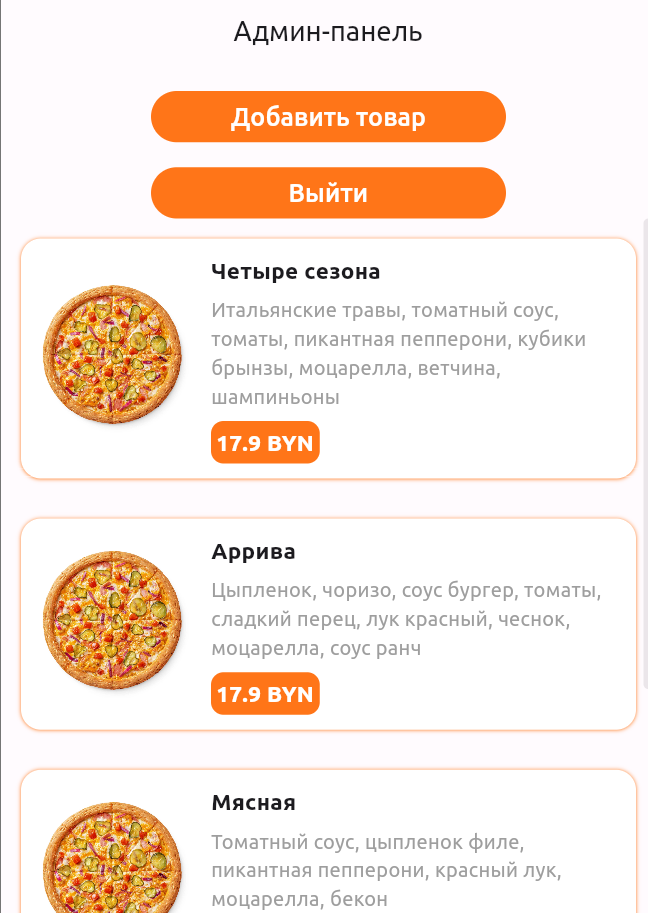 Админ-панель
Добавить товар
Выйти
Четыре сезона
Итальянские травы, томатный соус,
томаты, пикантная пепперони, кубики
брынзы, моцарелла, ветчина,
шампиньоны
17.9 BYN
Аррива
Цыпленок, чоризо, соус бургер, томаты,
сладкий перец, лук красный, чеснок,
моцарелла, соус ранч
17.9 BYN
Мясная
Томатный соус, цыпленок филе,
пикантная пепперони, красный лук,
моцарелла, бекон